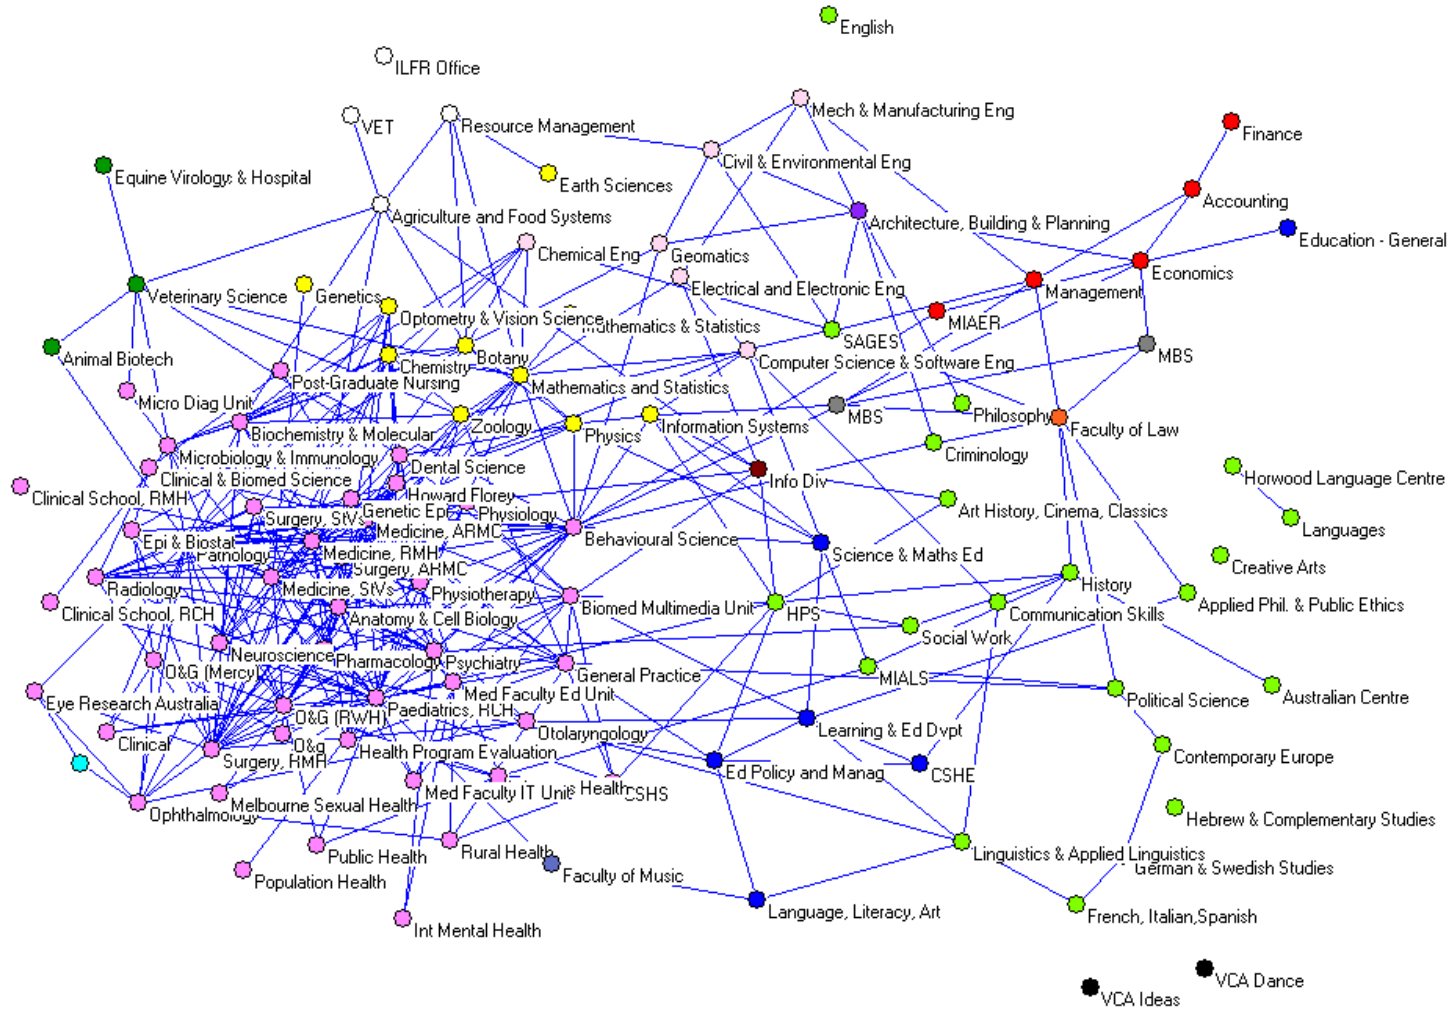 English
ILFR Office
Mech & Manufacturing Eng
VET
Resource Management
Finance
Civil & Environmental Eng
Equine Virology & Hospital
Earth Sciences
Accounting
Agriculture and Food Systems
Architecture, Building & Planning
Education - General
Chemical Eng
Geomatics
Economics
Electrical and Electronic Eng
Management
Veterinary Science
Genetics
Optometry & Vision Science
Mathematics & Statistics
MIAER
SAGES
Animal Biotech
Botany
Computer Science & Software Eng
MBS
Chemistry
Post-Graduate Nursing
Mathematics and Statistics
Micro Diag Unit
Zoology
Physics
Information Systems
MBS
Philosophy
Faculty of Law
Biochemistry & Molecular
Criminology
Microbiology & Immunology
Dental Science
Clinical & Biomed Science
Info Div
Horwood Language Centre
Clinical School, RMH
Howard Florey
Genetic Epi
Physiology
Art History, Cinema, Classics
Surgery, StVs
Medicine, ARMC
Languages
Epi & Biostat
Behavioural Science
Pathology
Medicine, RMH
Science & Maths Ed
Surgery, ARMC
Creative Arts
Radiology
Medicine, StVs
Physiotherapy
History
Applied Phil. & Public Ethics
Clinical School, RCH
Anatomy & Cell Biology
Biomed Multimedia Unit
HPS
Communication Skills
Social Work
Neuroscience
Pharmacology
Psychiatry
O&G (Mercy)
General Practice
MIALS
Med Faculty Ed Unit
Political Science
Australian Centre
Eye Research Australia
Paediatrics, RCH
O&G (RWH)
Clinical
Otolaryngology
Learning & Ed Dvpt
O&g
Surgery, RMH
Health Program Evaluation
Contemporary Europe
Ed Policy and Manag
CSHE
Med Faculty IT Unit
s Health
CSHS
Melbourne Sexual Health
Ophthalmology
Hebrew & Complementary Studies
Public Health
Rural Health
Linguistics & Applied Linguistics
German & Swedish Studies
Population Health
Faculty of Music
Language, Literacy, Art
French, Italian,Spanish
Int Mental Health
VCA Dance
VCA Ideas